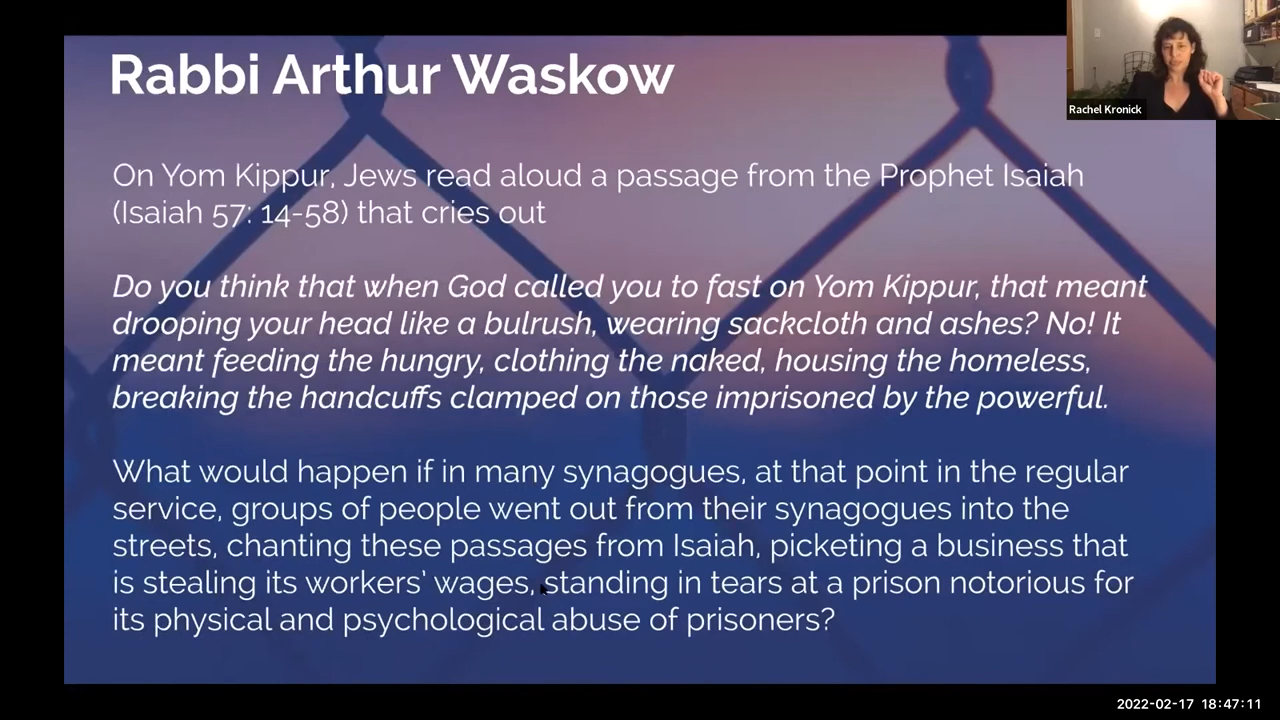 Rabbi Arthur Waskow
Rachel Kronick
On Yom Kippur, Jews read aloud a passage from the Prophet Isaiah
(Isaiah 57: 14-58) that cries out
Do you think that when God called you to fast on Yom Kippur, that meant
drooping your head like a bulrush, wearing sackcloth and ashes? No! It
meant feeding the hungry, clothing the naked, housing the homeless,
breaking the handcuffs clamped on those imprisoned by the powerful.
What would happen if in many synagogues, at that point in the regular
service, groups of people went out from their synagogues into the
streets, chanting these passages from Isaiah, picketing a business that
is stealing its workers' wages, standing in tears at a prison notorious for
its physical and psychological abuse of prisoners?
2022-02-17 18:47:11